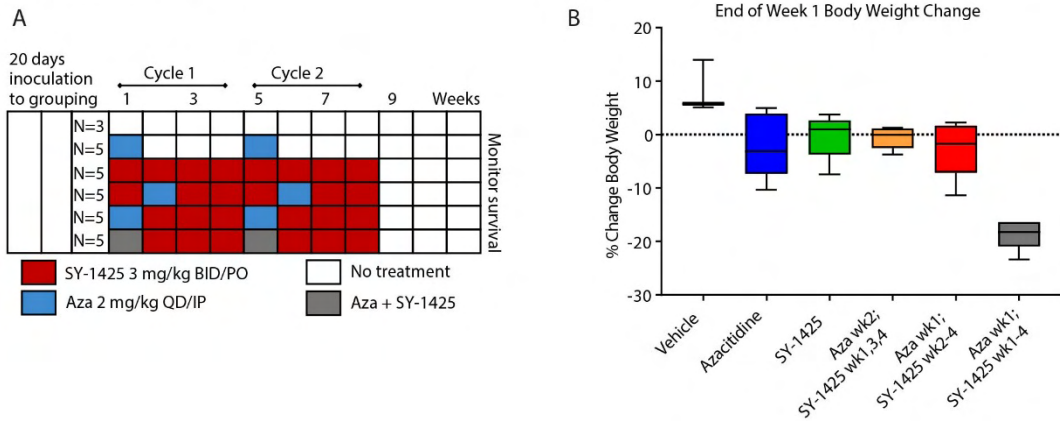 A
20 days
inoculation
to grouping
Cycle 1
Cycle 2
1 3 5 7 9 Weeks
N=3
N=5
N=5
N=5
N=5
N=5
Monitor survival
SY-1425 3 mg/kg BID/PO
No treatment
Aza 2 mg/kg QD/IP
Aza + SY-1425
B
End of Week 1 Body Weight Change
% Change Body Weight
20
10
0
-10
-20
-30
Vehicle
Azacitidine
SY-1425
Aza wk2;
SY-1425 wk1,3,4
Aza wk1;
SY-1425 wk2-4
Aza wk1;
SY-1425 wk1-4